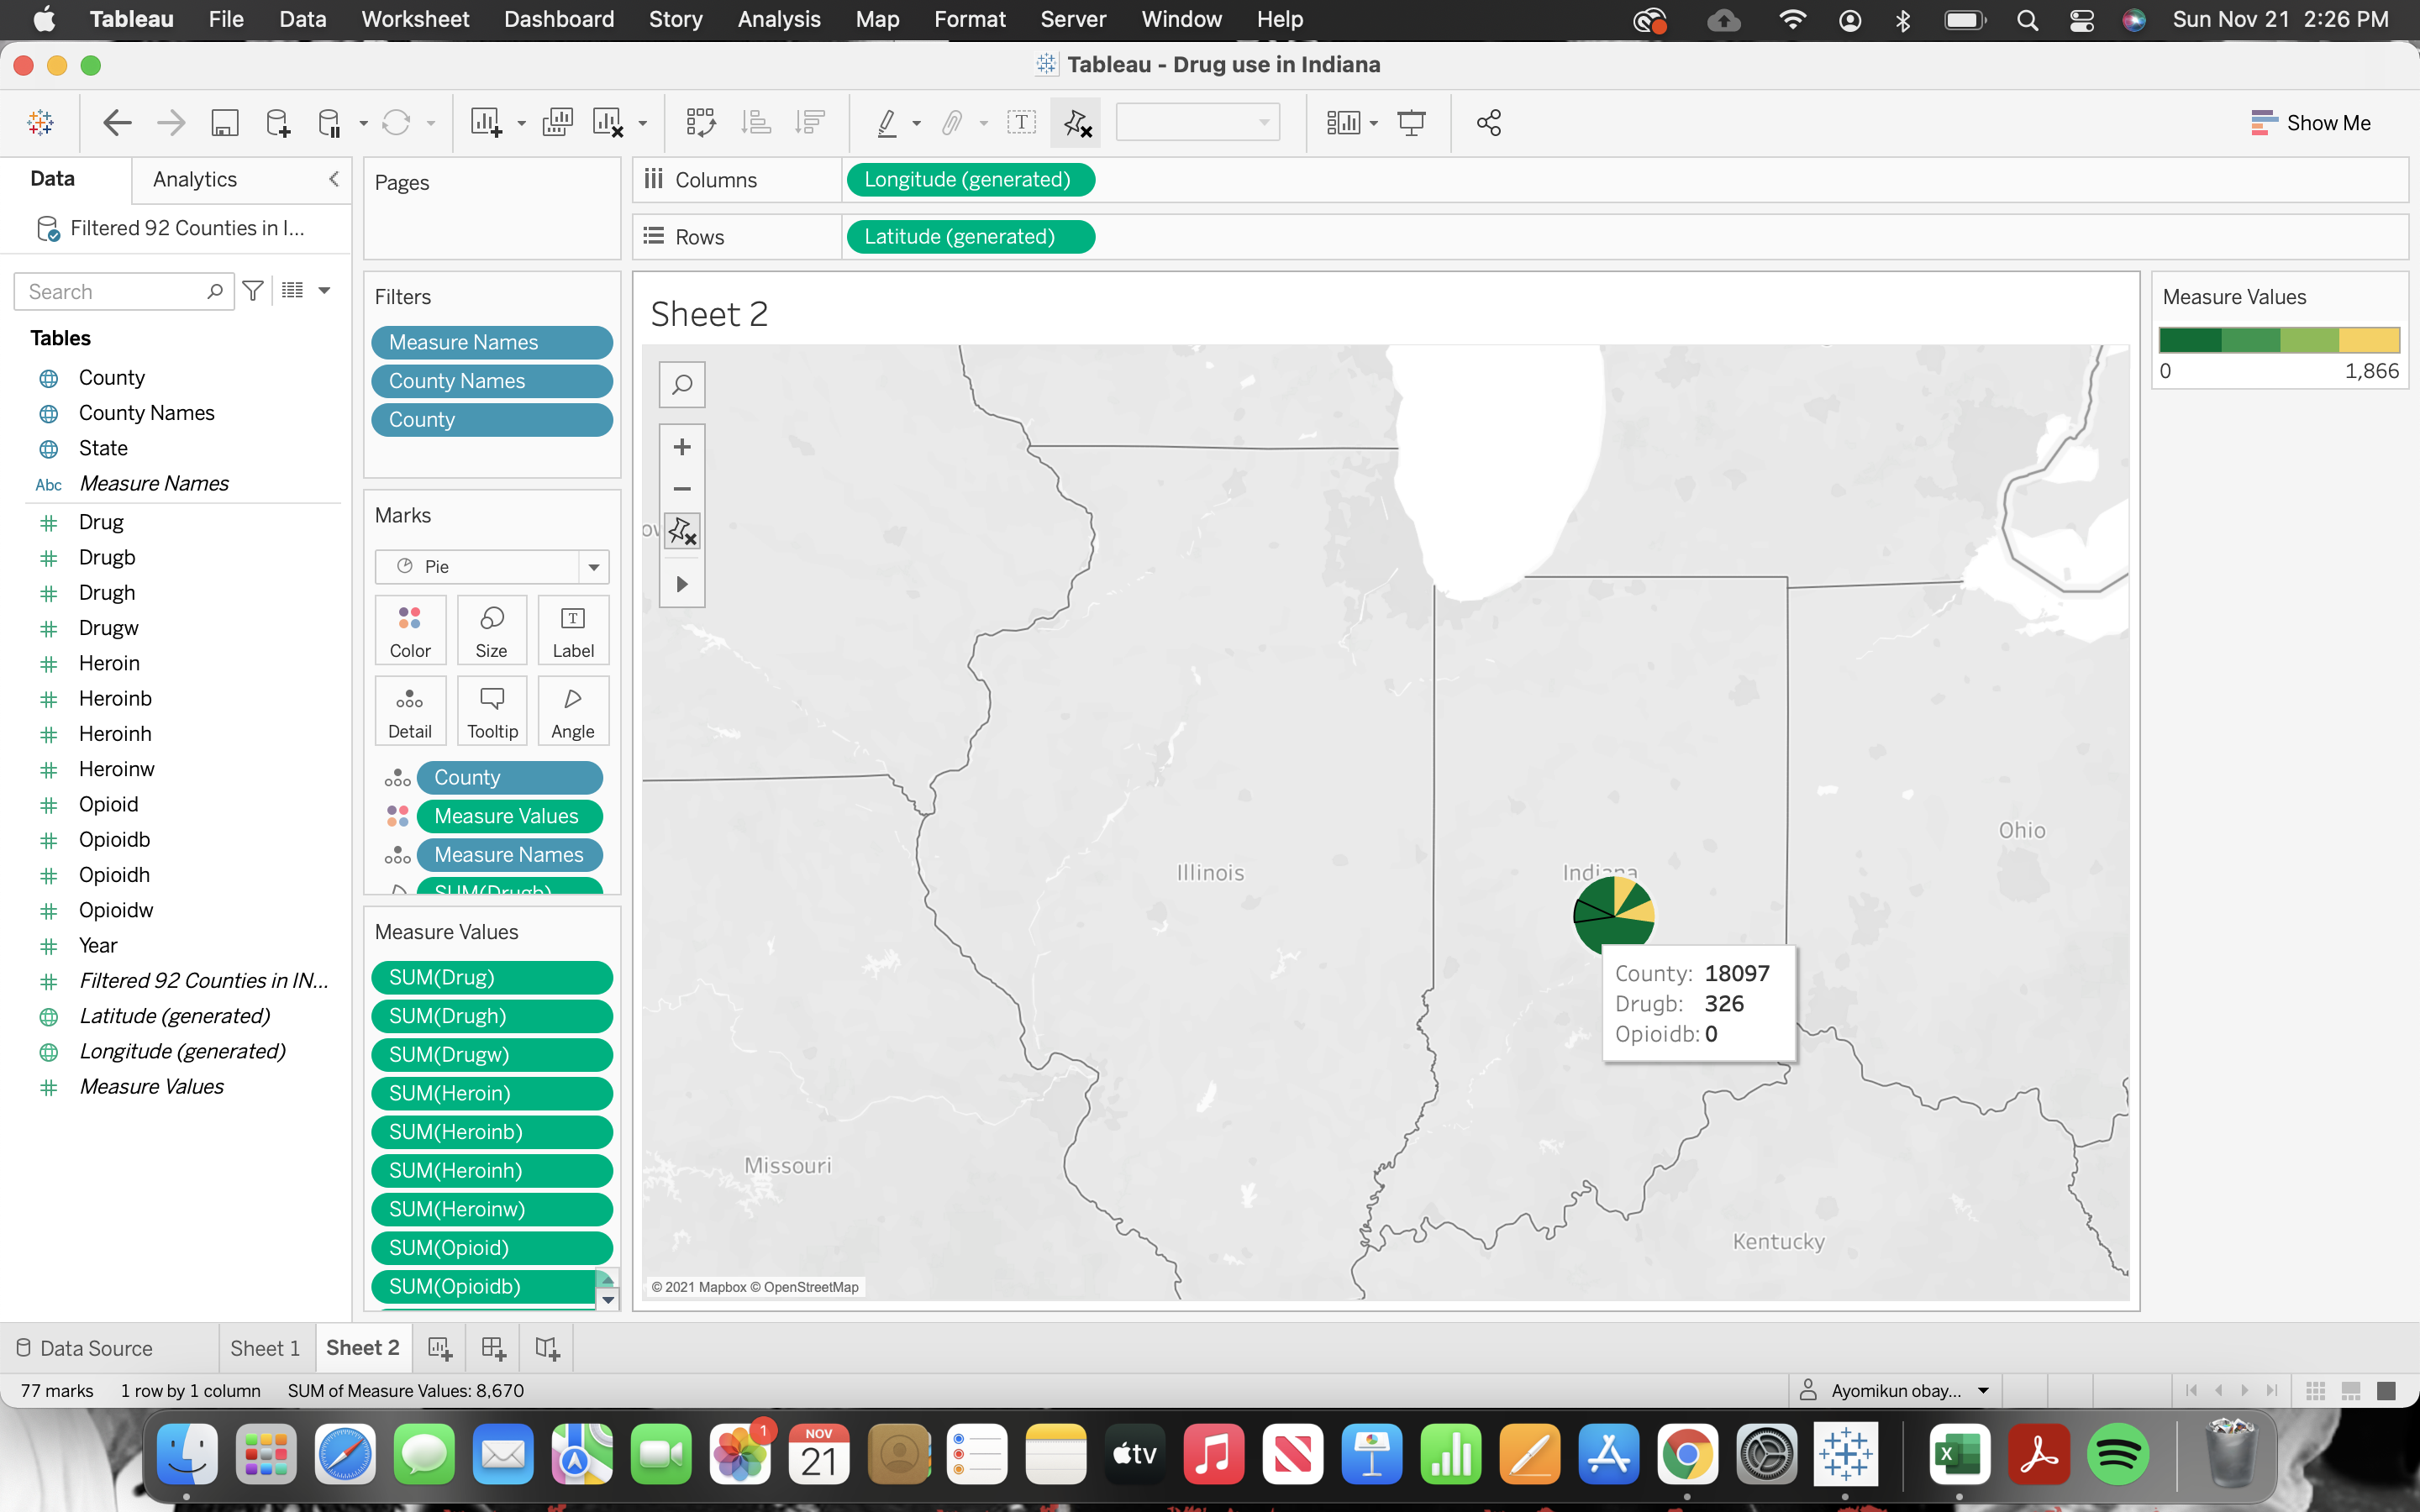 Tableau File Data Worksheet Dashboard Story Analysis Map Format Server Window Help Sun Nov 21 2:26 PM
Tableau - Drug use in Indiana
Show Me
Data Analytics
Filtered 92 Counties in I...
Search
Tables
County
County Names
State
Abc Measure Names
Drug
Drugb
Drugh
Drugw
Heroin
Heroinb
Heroinh
Heroinw
Opioid
Opioidb
Opioidh
Opioidw
Year
Filtered 92 Counties in IN...
Latitude (generated)
Longitude (generated)
Measure Values
Pages
Filters
Measure Names
County Names
County
Marks
Pie
Color Size Label
Detail Tooltip Angle
County
Measure Values
Measure Names
SUM(Drugb)
Measure Values
SUM(Drug)
SUM(Drugh)
SUM(Drugw)
SUM(Heroin)
SUM(Heroinb)
SUM(Heroinh)
SUM(Heroinw)
SUM(Opioid)
SUM(Opioidb)
Columns Longitude (generated)
Rows Latitude (generated)
Sheet 2
Illinois
Indiana
Ohio
Missouri
Kentucky
County: 18097
Drugb: 326
Opioidb: 0
© 2021 Mapbox © OpenStreetMap
Measure Values
0 1,866
Data Source Sheet 1 Sheet 2
77 marks 1 row by 1 column SUM of Measure Values: 8,670 Ayomikun obay...
1
NOV
21
tv